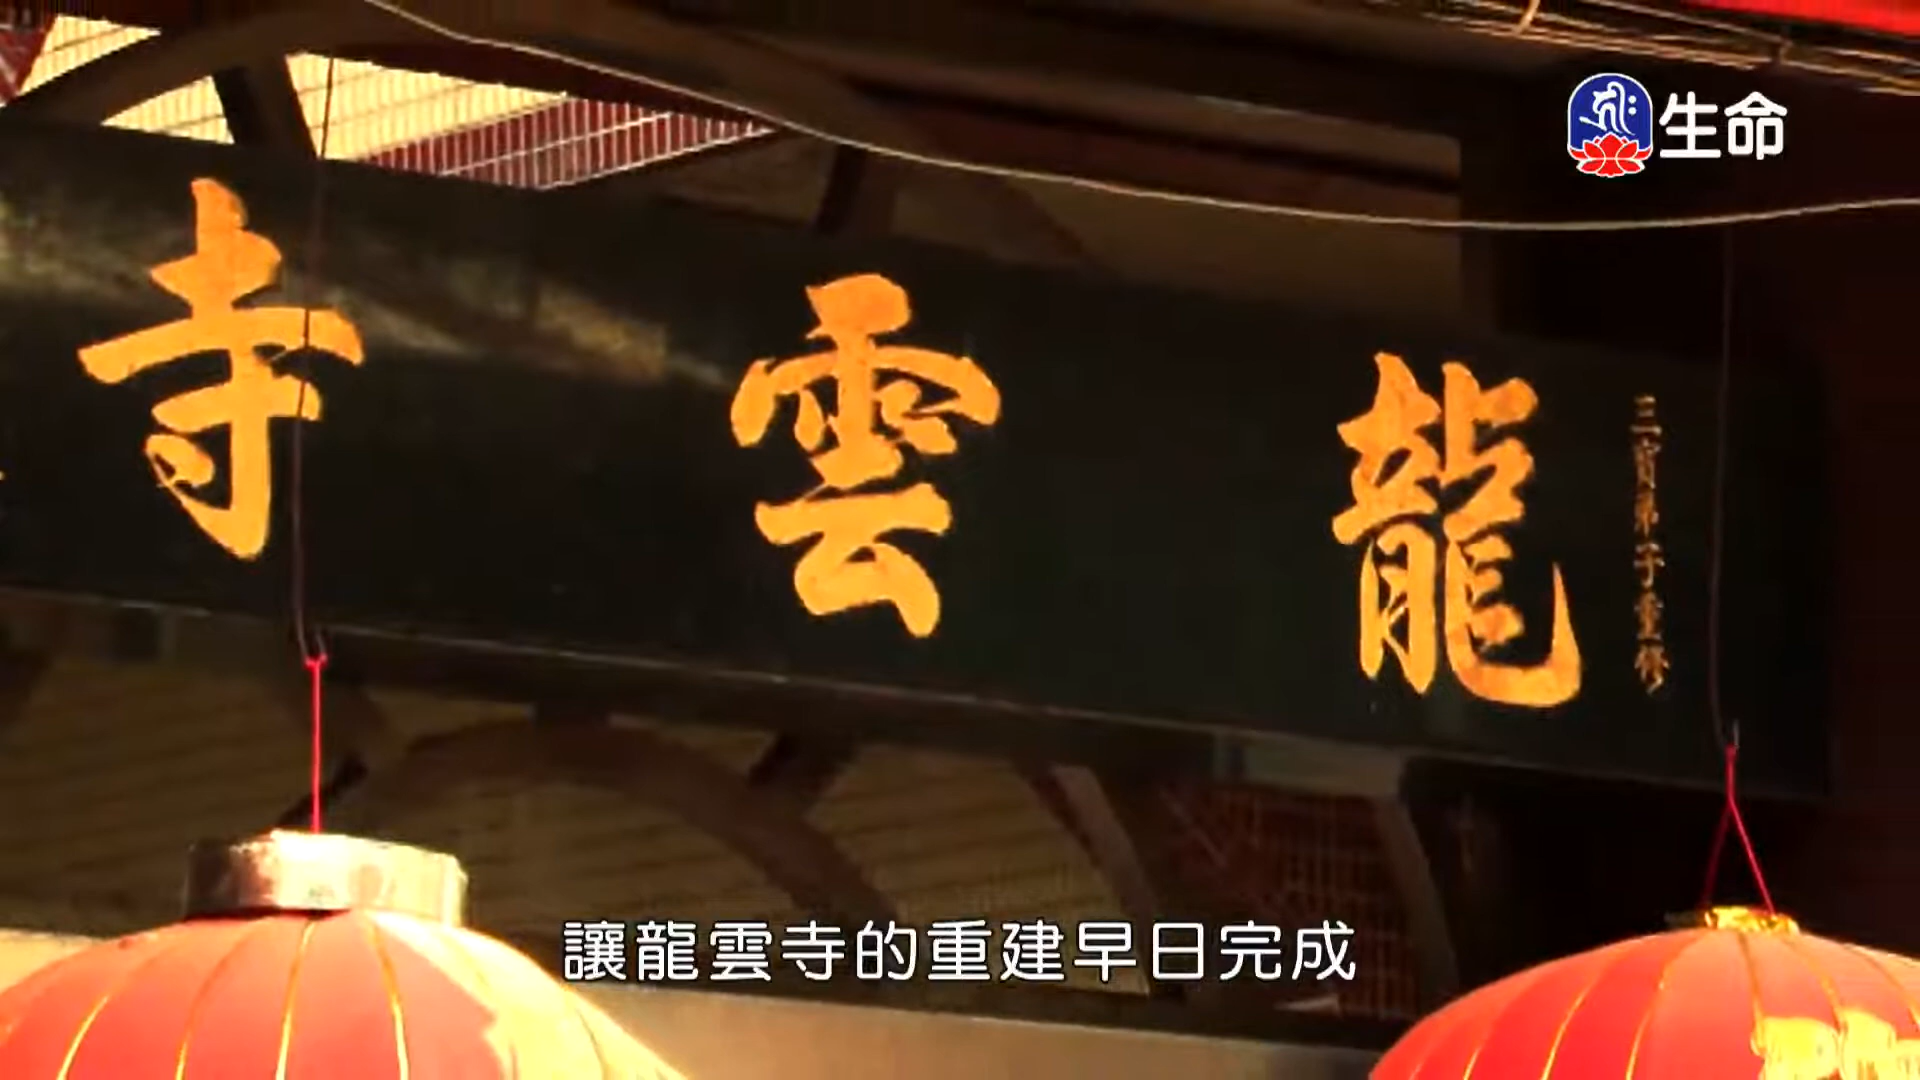 生命
龍雲寺
三寶弟子重修
讓龍雲寺的重建早日完成